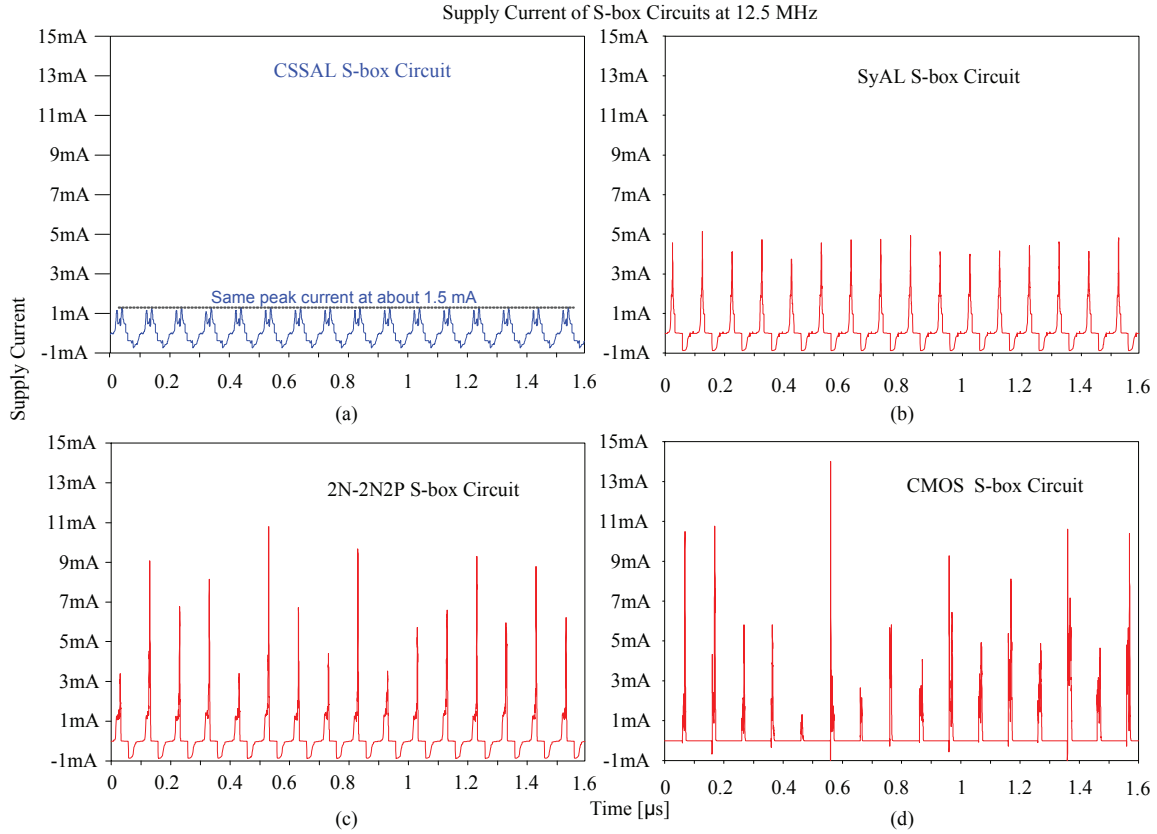 Supply Current of S-box Circuits at 12.5 MHz
Supply Current
15mA
13mA
11mA
9mA
7mA
5mA
3mA
1mA
-1mA
CSSAL S-box Circuit
Same peak current at about 1.5 mA
0 0.2 0.4 0.6 0.8 1 1.2 1.4 1.6
(a)
15mA
13mA
11mA
9mA
7mA
5mA
3mA
1mA
-1mA
SyAL S-box Circuit
0 0.2 0.4 0.6 0.8 1 1.2 1.4 1.6
(b)
15mA
13mA
11mA
9mA
7mA
5mA
3mA
1mA
-1mA
2N-2N2P S-box Circuit
0 0.2 0.4 0.6 0.8 1 1.2 1.4 1.6
(c)
15mA
13mA
11mA
9mA
7mA
5mA
3mA
1mA
-1mA
CMOS S-box Circuit
0 0.2 0.4 0.6 0.8 1 1.2 1.4 1.6
(d)
Time [μs]